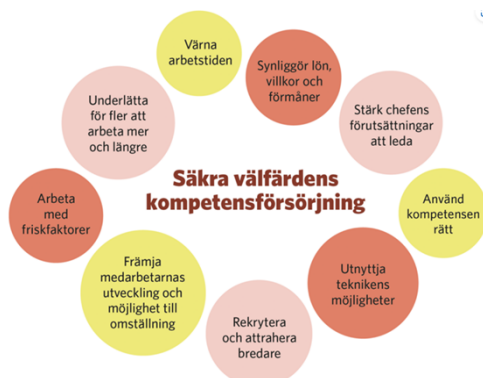 Värna
arbetstiden
Synliggör lön,
villkor och
förmåner
Stärk chefens
förutsättningar
att leda
Använd
kompetensen
rätt
Utnyttja
teknikens
möjligheter
Rekrytera
och attrahera
bredare
Främja
medarbetarnas
utveckling och
möjlighet till
omställning
Arbeta
med
friskfaktorer
Underlätta
för fler att
arbeta mer
och längre
Säkra välfärdens
kompetensförsörjning